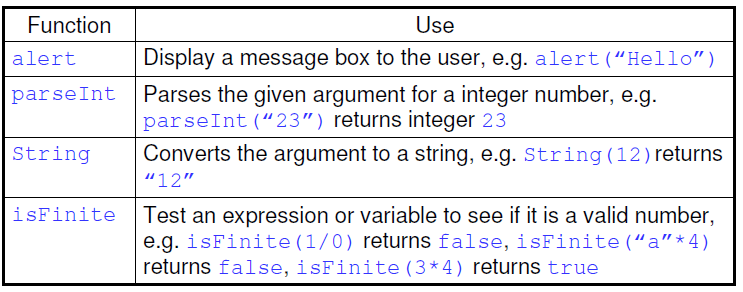 Function Use
alert Display a message box to the user, e.g. alert(“Hello”)
parseInt Parses the given argument for a integer number, e.g.
parseInt(“23”) returns integer 23
String Converts the argument to a string, e.g. String(12)returns
“12”
isFinite Test an expression or variable to see if it is a valid number,
e.g. isFinite(1/0) returns false, isFinite(“a”*4)
returns false, isFinite(3*4) returns true